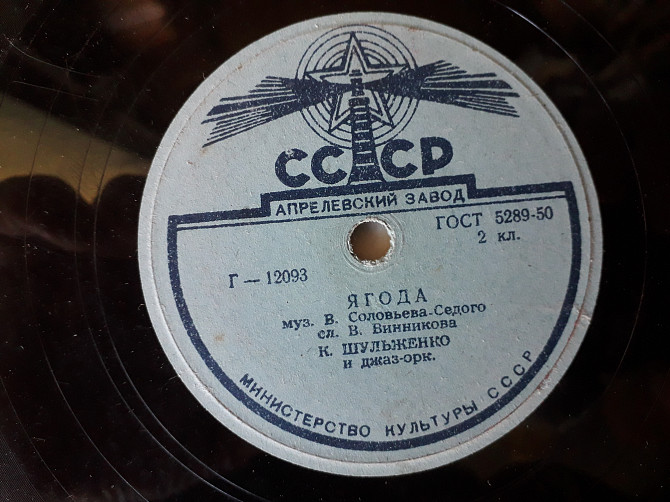 СССР
АПРЕЛЕВСКИЙ ЗАВОД
ГОСТ 5289-50
2 кл.
Г — 12093
ЯГОДА
муз. В. Соловьева-Седого
сл. В. Винникова
К. ШУЛЬЖЕНКО
и джаз-орк.
МИНИСТЕРСТВО КУЛЬТУРЫ СССР